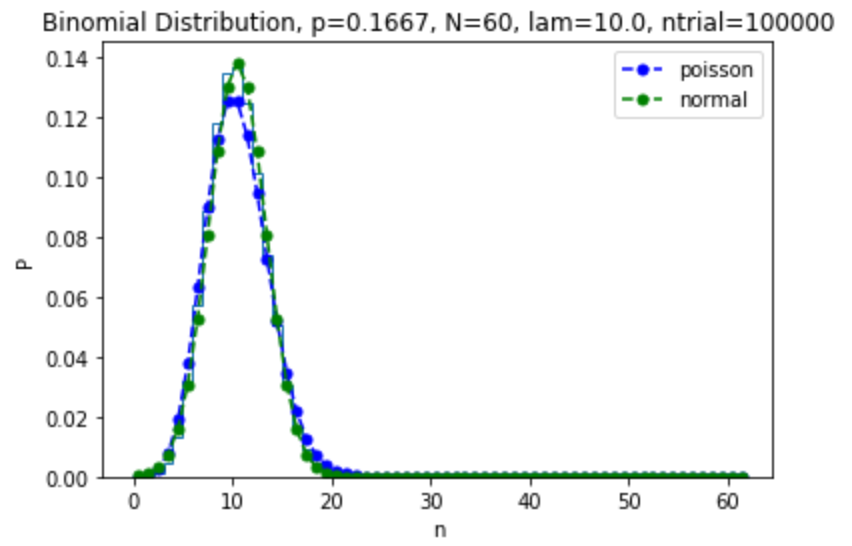 Binomial Distribution, p=0.1667, N=60, lam=10.0, ntrial=100000
poisson
normal
0.14
0.12
0.10
0.08
0.06
0.04
0.02
0.00
P
0 10 20 30 40 50 60
n